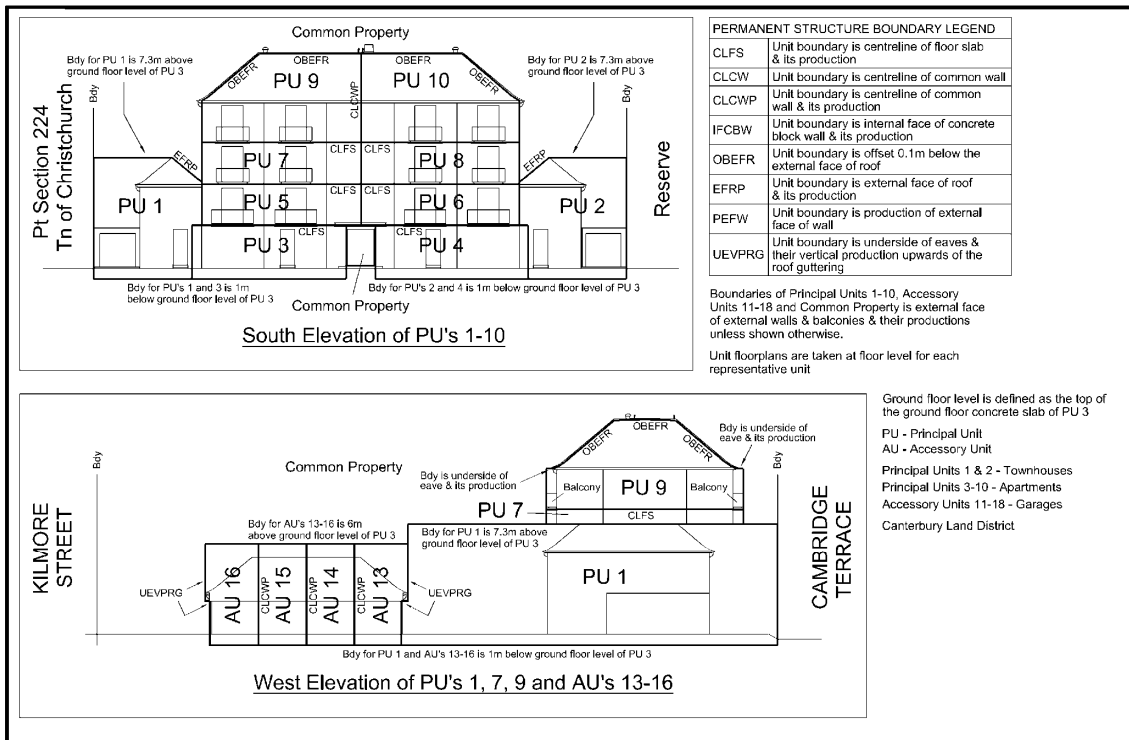 Common Property
Bdy for PU 1 is 7.3m above
ground floor level of PU 3
Bdy for PU 2 is 7.3m above
ground floor level of PU 3
OBEFR
OBEFR
OBEFR
OBEFR
PU 9
PU 10
CLCWP
Bdy
Bdy
Pt Section 224
Tn of Christchurch
Reserve
EFRP
EFRP
CLFS
CLFS
PU 7
PU 8
CLFS
CLFS
PU 1
PU 5
PU 6
PU 2
CLFS
CLFS
PU 3
PU 4
Bdy for PU's 1 and 3 is 1m
below ground floor level of PU 3
Bdy for PU's 2 and 4 is 1m below ground floor level of PU 3
Common Property
South Elevation of PU's 1-10
PERMANENT STRUCTURE BOUNDARY LEGEND
CLFS
Unit boundary is centreline of floor slab
& its production
CLCW
Unit boundary is centreline of common wall
CLCWP
Unit boundary is centreline of common
wall & its production
IFCBW
Unit boundary is internal face of concrete
block wall & its production
OBEFR
Unit boundary is offset 0.1m below the
external face of roof
EFRP
Unit boundary is external face of roof
& its production
PEFW
Unit boundary is production of external
face of wall
UEVPRG
Unit boundary is underside of eaves &
their vertical production upwards of the
roof guttering
Boundaries of Principal Units 1-10, Accessory
Units 11-18 and Common Property is external face
of external walls & balconies & their productions
unless shown otherwise.
Unit floorplans are taken at floor level for each
representative unit
Ground floor level is defined as the top of
the ground floor concrete slab of PU 3
PU - Principal Unit
AU - Accessory Unit
Principal Units 1 & 2 - Townhouses
Principal Units 3-10 - Apartments
Accessory Units 11-18 - Garages
Canterbury Land District
KILMORE
STREET
Bdy
Common Property
Bdy is underside of
eave & its production
OBEFR
OBEFR
OBEFR
Bdy is underside of
eave & its production
Bdy
Balcony
PU 9
Balcony
PU 7
CLFS
Bdy for AU's 13-16 is 6m
above ground floor level of PU 3
Bdy for PU 1 is 7.3m above
ground floor level of PU 3
UEVPRG
AU 16
CLCWP
AU 15
CLCWP
AU 14
CLCWP
AU 13
UEVPRG
PU 1
CAMBRIDGE
TERRACE
Bdy for PU 1 and AU's 13-16 is 1m below ground floor level of PU 3
West Elevation of PU's 1, 7, 9 and AU's 13-16